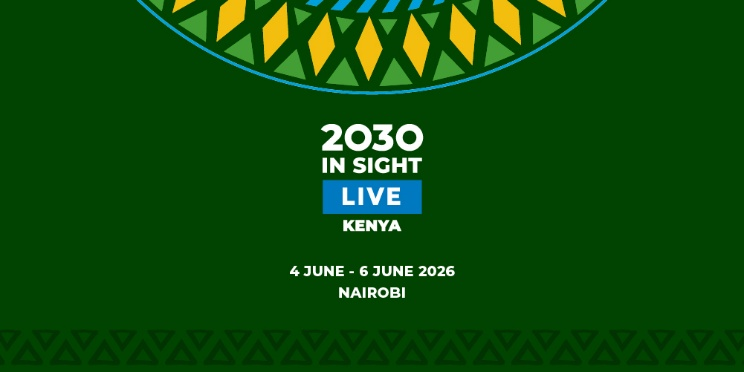 2030
IN SIGHT
LIVE
KENYA
4 JUNE - 6 JUNE 2026
NAIROBI